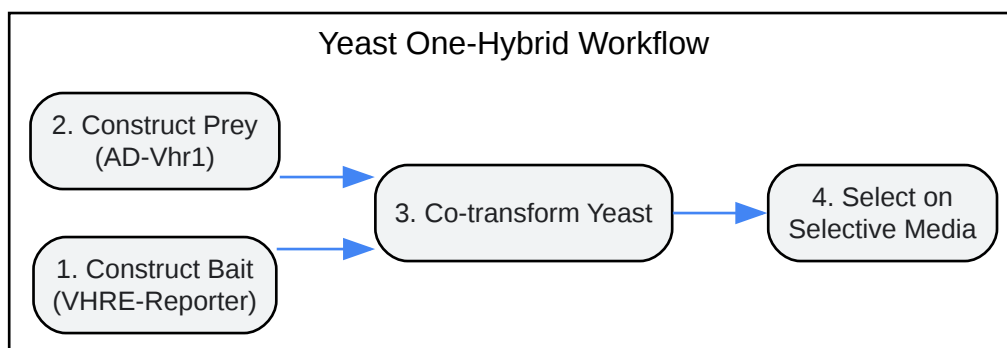 Yeast One-Hybrid Workflow
2. Construct Prey
(AD-Vhr1)
1. Construct Bait
(VHRE-Reporter)
3. Co-transform Yeast
4. Select on
Selective Media